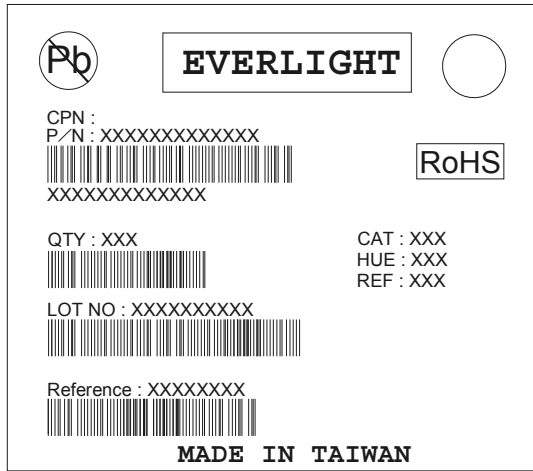 Pb
EVERLIGHT
CPN :
P/N : XXXXXXXXXXXXX
RoHS
XXXXXXXXXXXXX
QTY : XXX
CAT : XXX
HUE : XXX
REF : XXX
LOT NO : XXXXXXXXXX
Reference : XXXXXXXX
MADE IN TAIWAN